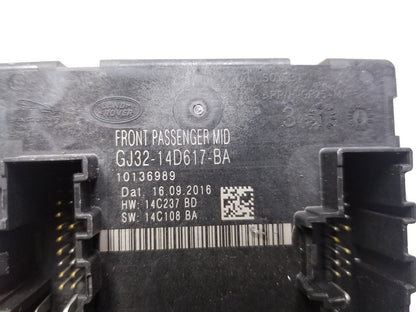 LAND-
ROVER
FRONT PASSENGER MID
GJ32-14D617-BA
10136989
Dat. 16.09.2016
HW: 14C237 BD
SW: 14C108 BA